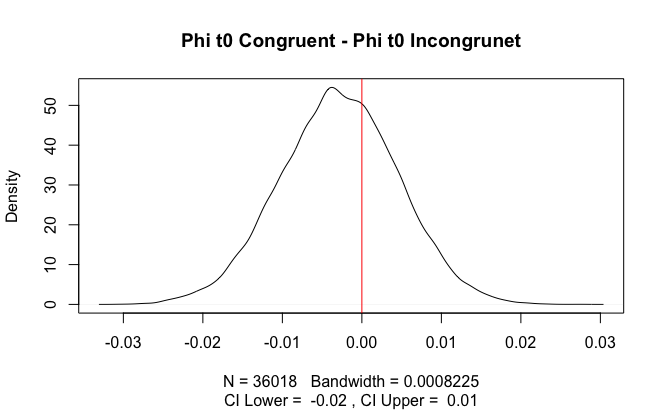 Phi t0 Congruent - Phi t0 Incongrunet
Density
50
40
30
20
10
0
-0.03 -0.02 -0.01 0.00 0.01 0.02 0.03
N = 36018 Bandwidth = 0.0008225
CI Lower = -0.02 , CI Upper = 0.01